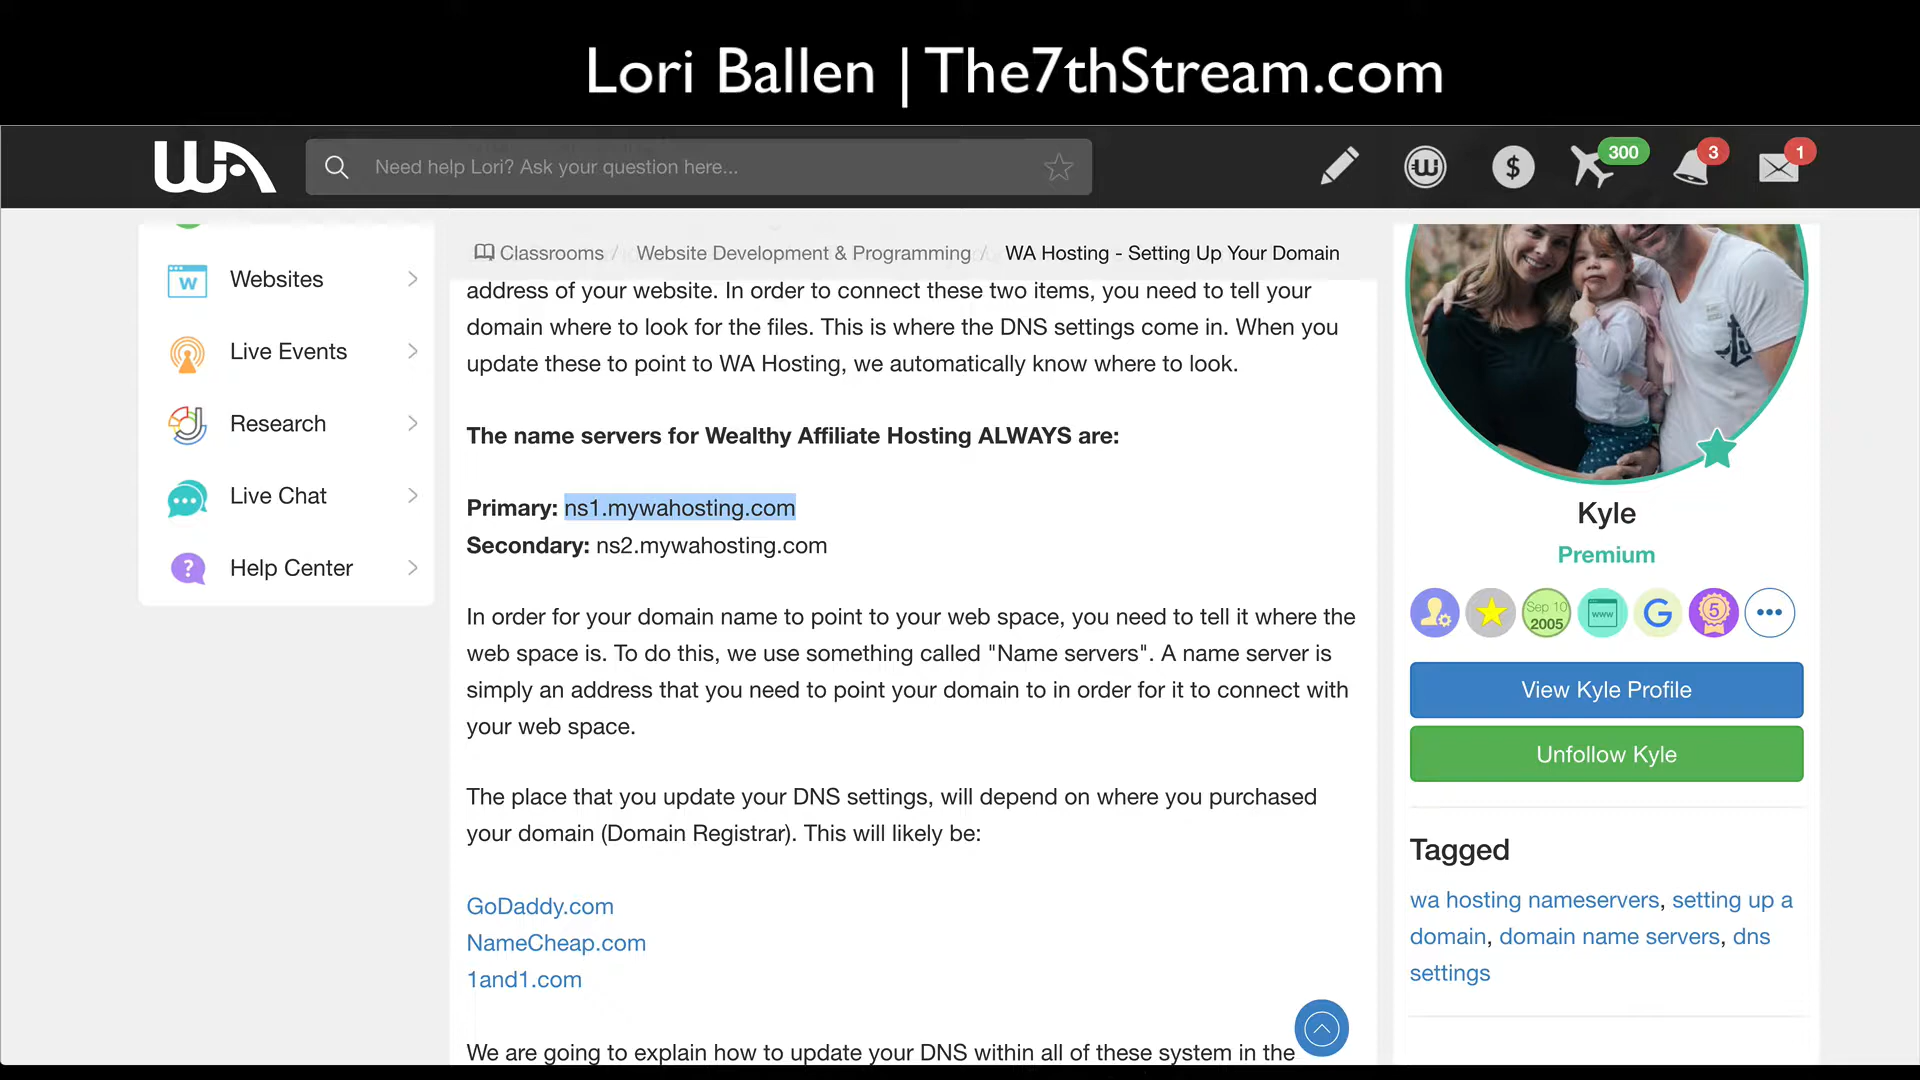 Lori Ballen | The7thStream.com
WA
Need help Lori? Ask your question here...
300
3
1
Websites
Live Events
Research
Live Chat
Help Center
Classrooms / Website Development & Programming / WA Hosting - Setting Up Your Domain
address of your website. In order to connect these two items, you need to tell your
domain where to look for the files. This is where the DNS settings come in. When you
update these to point to WA Hosting, we automatically know where to look.
The name servers for Wealthy Affiliate Hosting ALWAYS are:
Primary: ns1.mywahosting.com
Secondary: ns2.mywahosting.com
In order for your domain name to point to your web space, you need to tell it where the
web space is. To do this, we use something called "Name servers". A name server is
simply an address that you need to point your domain to in order for it to connect with
your web space.
The place that you update your DNS settings, will depend on where you purchased
your domain (Domain Registrar). This will likely be:
GoDaddy.com
NameCheap.com
1and1.com
We are going to explain how to update your DNS within all of these system in the
Kyle
Premium
Sep 10
2005
www
G
5
View Kyle Profile
Unfollow Kyle
Tagged
wa hosting nameservers, setting up a
domain, domain name servers, dns
settings